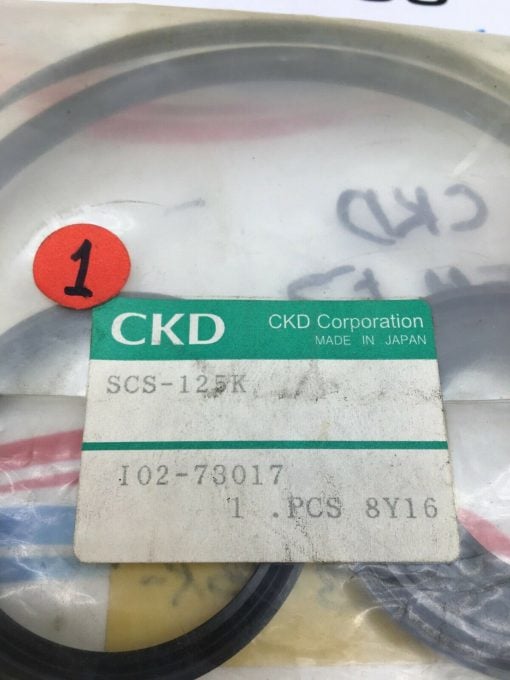 CKD
1
CKD CKD Corporation
MADE IN JAPAN
SCS-125K
I02-73017
1 .PCS 8Y16